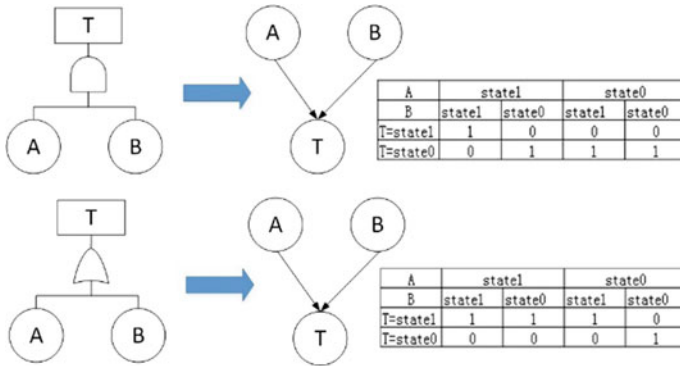 T
A B
A B
T
A state1 state0
B state1 state0 state1 state0
T=state1 1 0 0 0
T=state0 0 1 1 1
T
A B
A B
T
A state1 state0
B state1 state0 state1 state0
T=state1 1 1 1 0
T=state0 0 0 0 1